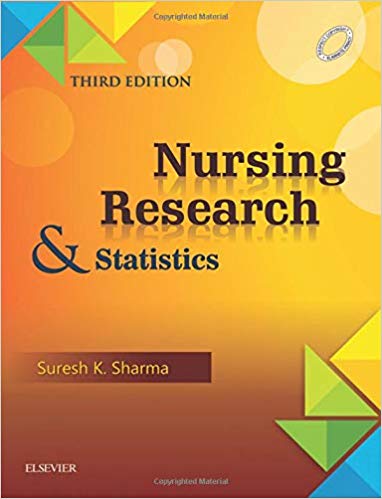 Copyrighted Material
THIRD EDITION
Nursing
Research
& Statistics
Suresh K. Sharma
ELSEVIER
Copyrighted Material